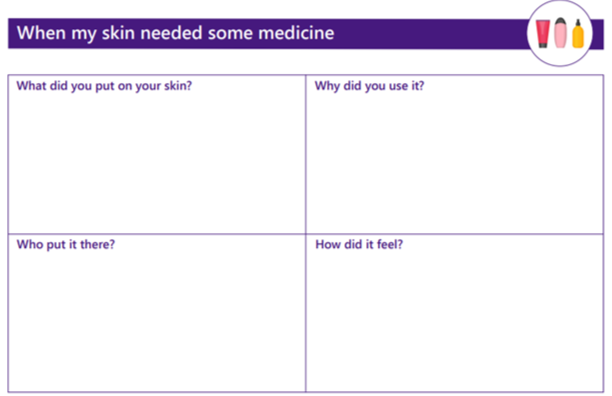 When my skin needed some medicine
What did you put on your skin?
Why did you use it?
Who put it there?
How did it feel?